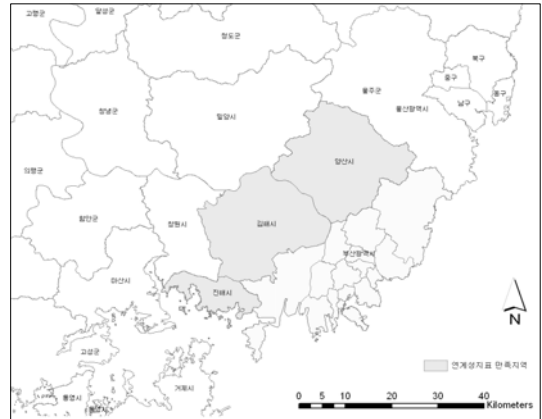 고령군
달성군
청도군
북구
중구
동구
울주군
남구
울산광역시
창녕군
밀양시
양산시
의령군
김해시
함안군
창원시
부산광역시
마산시
진해시
N
고성군
연계성지표 만족지역
거제시
통영시
통영시
0 5 10 20 30 40
Kilometers